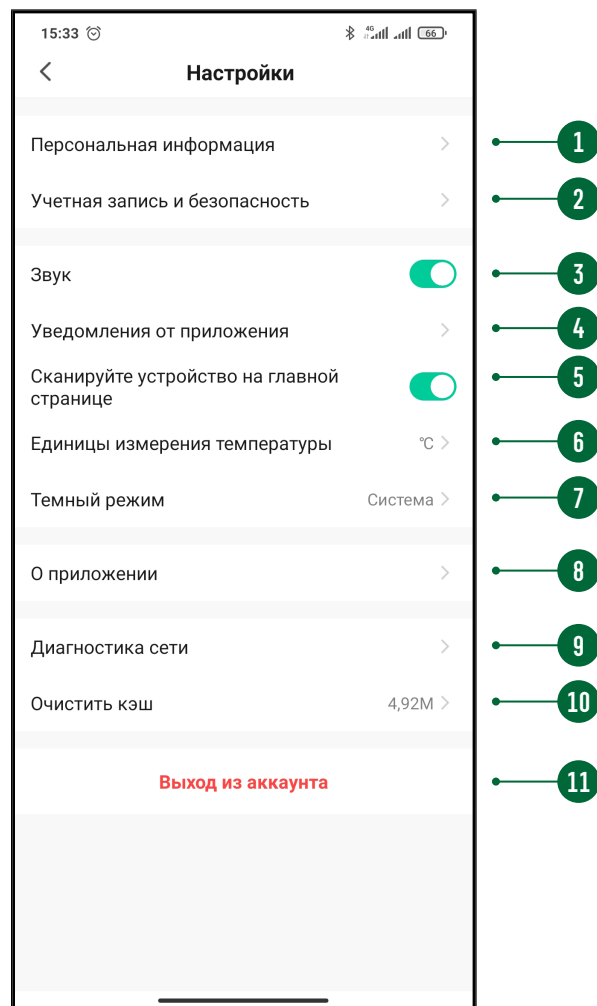 15:33
4G
66
Настройки
Персональная информация
1
Учетная запись и безопасность
2
Звук
3
Уведомления от приложения
4
Сканируйте устройство на главной
странице
5
Единицы измерения температуры
°C
6
Темный режим
Система
7
О приложении
8
Диагностика сети
9
Очистить кэш
4,92M
10
Выход из аккаунта
11